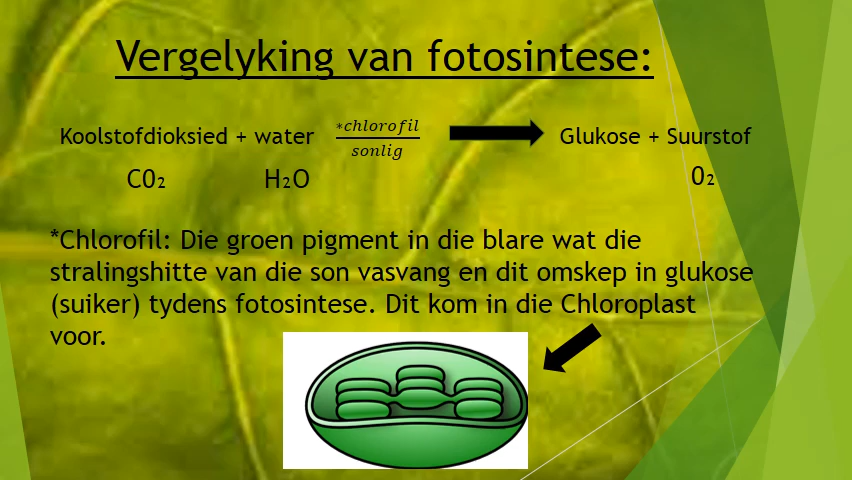 Vergelyking van fotosintese:
Koolstofdioksied + water *chlorofil/sonlig Glukose + Suurstof
C0₂ H₂O 0₂
*Chlorofil: Die groen pigment in die blare wat die
stralingshitte van die son vasvang en dit omskep in glukose
(suiker) tydens fotosintese. Dit kom in die Chloroplast
voor.